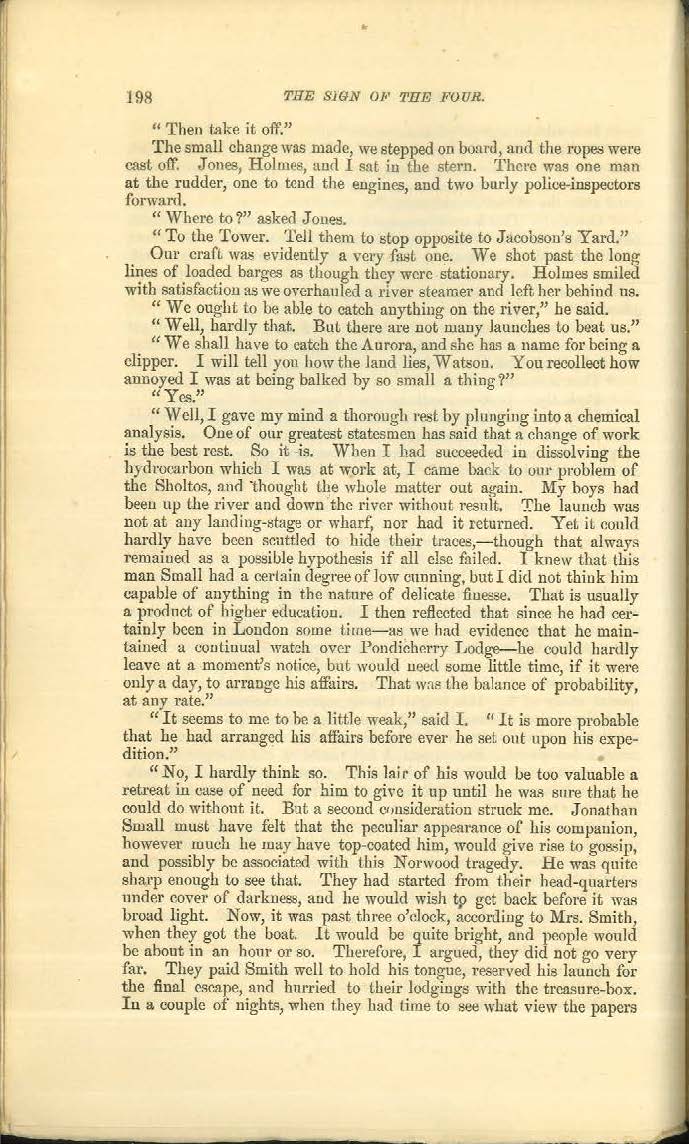 198 THE SIGN OF THE FOUR.
“ Then take it off.”
The small change was made, we stepped on board, and the ropes were
cast off. Jones, Holmes, and I sat in the stern. There was one man
at the rudder, one to tend the engines, and two burly police-inspectors
forward.
“ Where to ?” asked Jones.
“ To the Tower. Tell them to stop opposite to Jacobson’s Yard.”
Our craft was evidently a very fast one. We shot past the long
lines of loaded barges as though they were stationary. Holmes smiled
with satisfaction as we overhauled a river steamer and left her behind us.
“ We ought to be able to catch anything on the river,” he said.
“ Well, hardly that. But there are not many launches to beat us.”
“ We shall have to catch the Aurora, and she has a name for being a
clipper. I will tell you how the land lies, Watson. You recollect how
annoyed I was at being balked by so small a thing ?”
“ Yes.”
“ Well, I gave my mind a thorough rest by plunging into a chemical
analysis. One of our greatest statesmen has said that a change of work
is the best rest. So it is. When I had succeeded in dissolving the
hydrocarbon which I was at work at, I came back to our problem of
the Sholtos, and thought the whole matter out again. My boys had
been up the river and down the river without result. The launch was
not at any landing-stage or wharf, nor had it returned. Yet it could
hardly have been scuttled to hide their traces,—though that always
remained as a possible hypothesis if all else failed. I knew that this
man Small had a certain degree of low cunning, but I did not think him
capable of anything in the nature of delicate finesse. That is usually
a product of higher education. I then reflected that since he had cer-
tainly been in London some time—as we had evidence that he main-
tained a continual watch over Pondicherry Lodge—he could hardly
leave at a moment’s notice, but would need some little time, if it were
only a day, to arrange his affairs. That was the balance of probability,
at any rate.”
“ It seems to me to be a little weak,” said I. “ It is more probable
that he had arranged his affairs before ever he set out upon his expe-
dition.”
“ No, I hardly think so. This lair of his would be too valuable a
retreat in case of need for him to give it up until he was sure that he
could do without it. But a second consideration struck me. Jonathan
Small must have felt that the peculiar appearance of his companion,
however much he may have top-coated him, would give rise to gossip,
and possibly be associated with this Norwood tragedy. He was quite
sharp enough to see that. They had started from their head-quarters
under cover of darkness, and he would wish to get back before it was
broad light. Now, it was past three o’clock, according to Mrs. Smith,
when they got the boat. It would be quite bright, and people would
be about in an hour or so. Therefore, I argued, they did not go very
far. They paid Smith well to hold his tongue, reserved his launch for
the final escape, and hurried to their lodgings with the treasure-box.
In a couple of nights, when they had time to see what view the papers